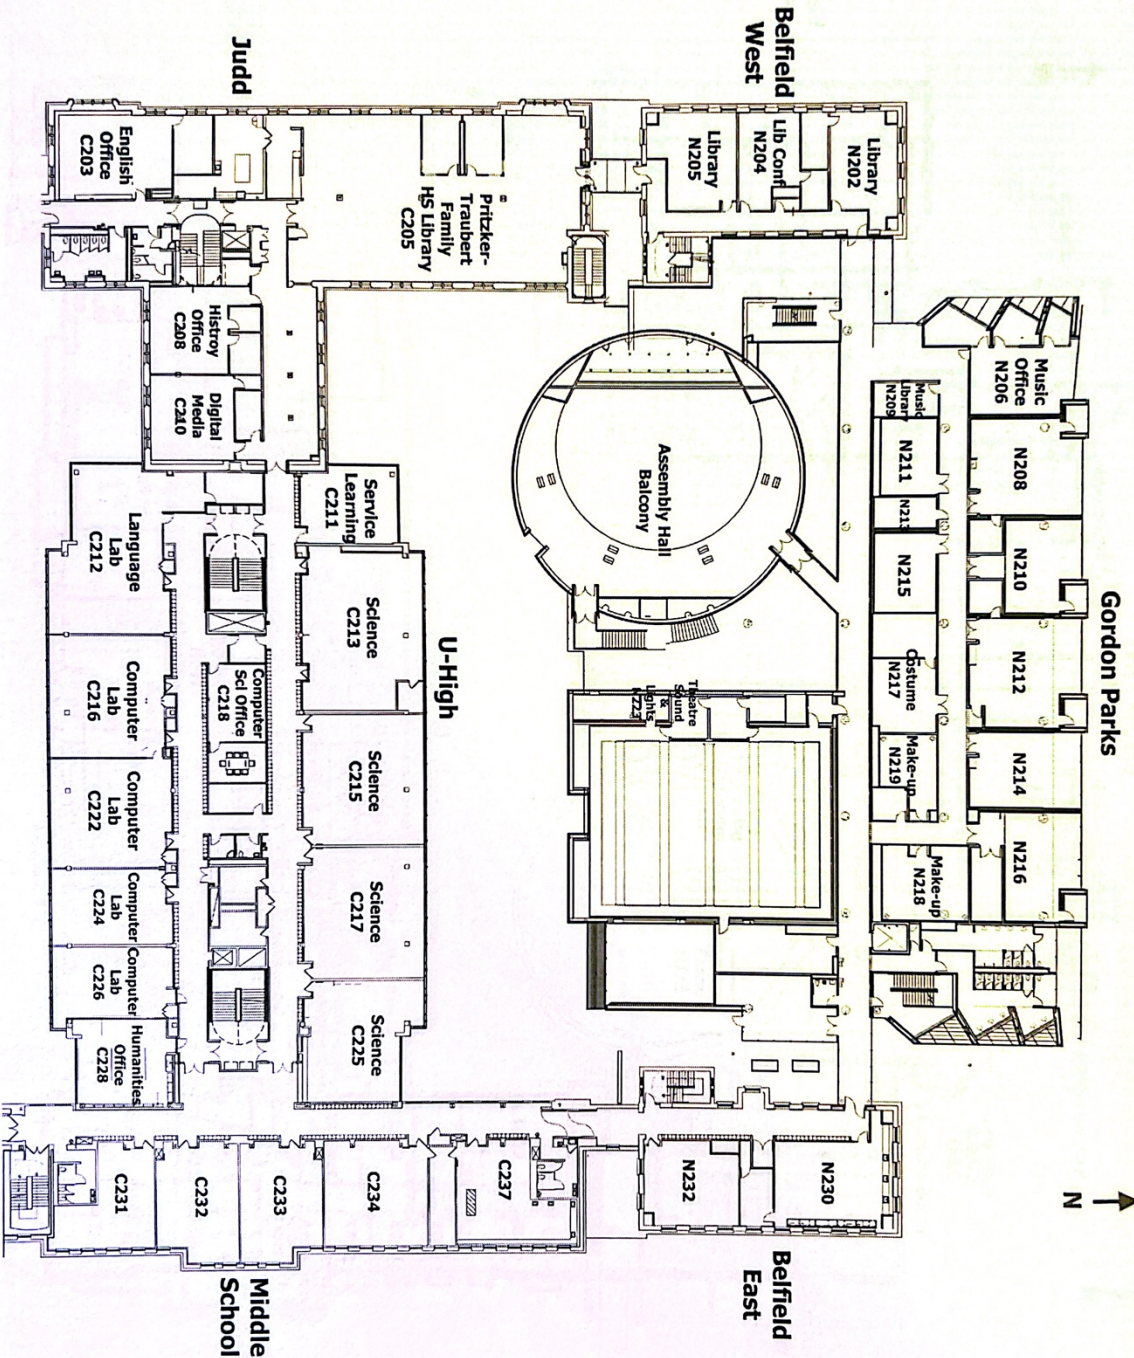 Gordon Parks
N
Music
Office
N206
N208
N210
N212
N214
N216
Music
Library
N209
N211
N213
N215
Costume
N217
Make-up
N219
Make-up
N218
Belfield
West
Library
N202
Lib Conf
N204
Library
N205
Assembly Hall
Balcony
Theatre
Sound
&
Lights
N223
Belfield
East
N230
N232
Judd
Pritzker-
Traubert
Family
HS Library
C205
English
Office
C203
Histroy
Office
C208
Digital
Media
C210
U-High
Service
Learning
C211
Science
C213
Science
C215
Science
C217
Science
C225
Computer
Sci Office
C218
Language
Lab
C212
Computer
Lab
C216
Computer
Lab
C222
Computer
Lab
C224
Computer
Lab
C226
Humanities
Office
C228
Middle
School
C231
C232
C233
C234
C237